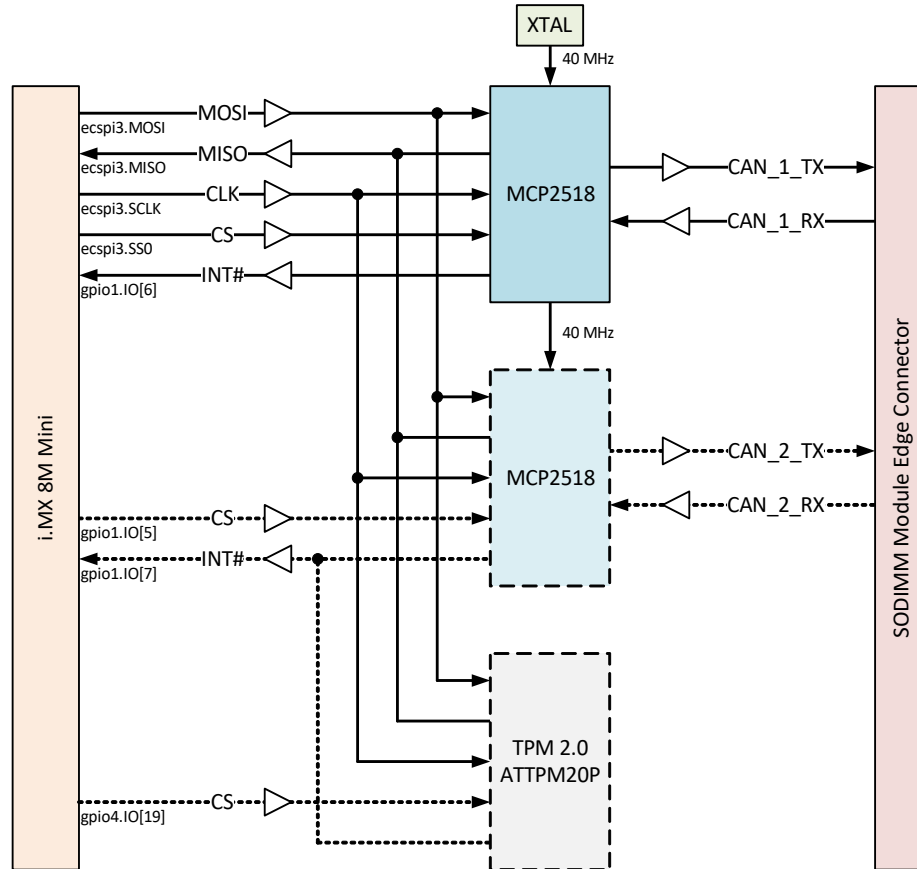 XTAL
40 MHz
MOSI
ecspi3.MOSI
MISO
ecspi3.MISO
CLK
ecspi3.SCLK
CS
ecspi3.SS0
INT#
gpio1.IO[6]
MCP2518
CAN_1_TX
CAN_1_RX
40 MHz
i.MX 8M Mini
SODIMM Module Edge Connector
MCP2518
CAN_2_TX
CAN_2_RX
CS
gpio1.IO[5]
INT#
gpio1.IO[7]
TPM 2.0
ATTPM20P
CS
gpio4.IO[19]